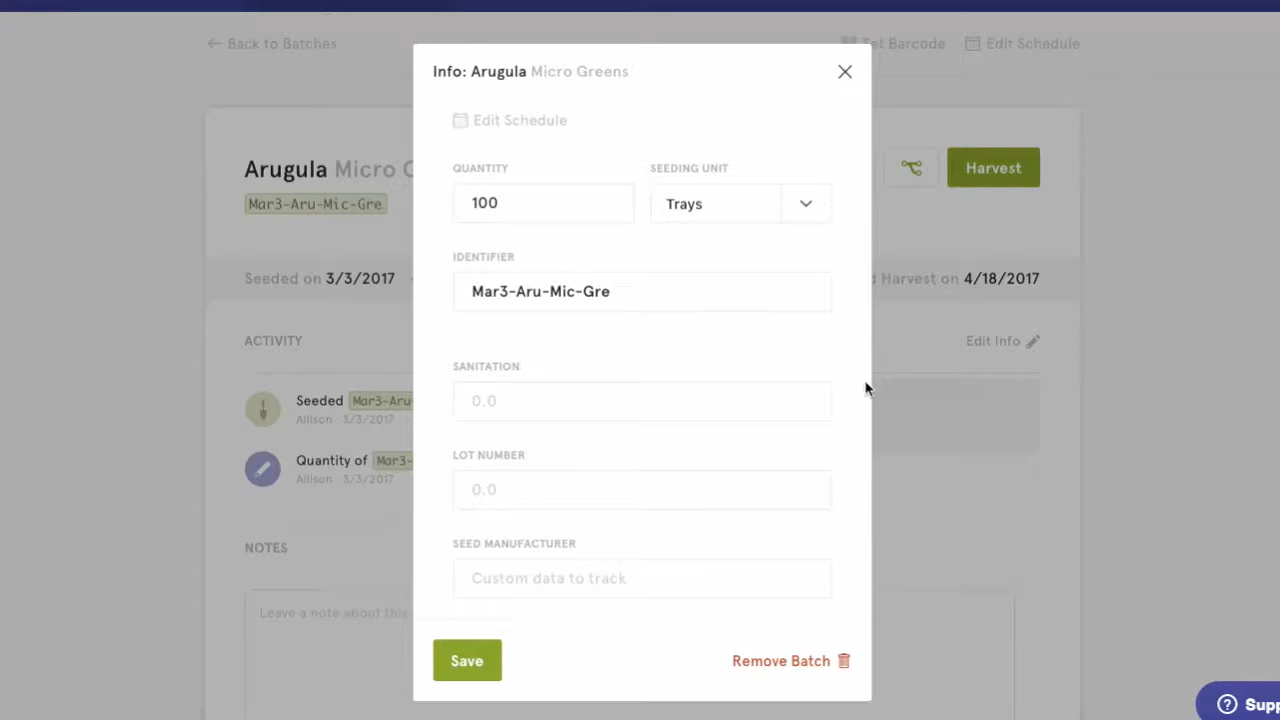 ← Back to Batches
Set Barcode
Edit Schedule
Info: Arugula Micro Greens
Edit Schedule
Arugula Micro G
Mar3-Aru-Mic-Gre
Harvest
QUANTITY
SEEDING UNIT
100
Trays
IDENTIFIER
Mar3-Aru-Mic-Gre
Seeded on 3/3/2017
d Harvest on 4/18/2017
ACTIVITY
Edit Info
SANITATION
0.0
Seeded Mar3-Aru-
Allison · 3/3/2017
LOT NUMBER
0.0
Quantity of Mar3-
Allison · 3/3/2017
SEED MANUFACTURER
Custom data to track
NOTES
Leave a note about this
Save
Remove Batch
Supp